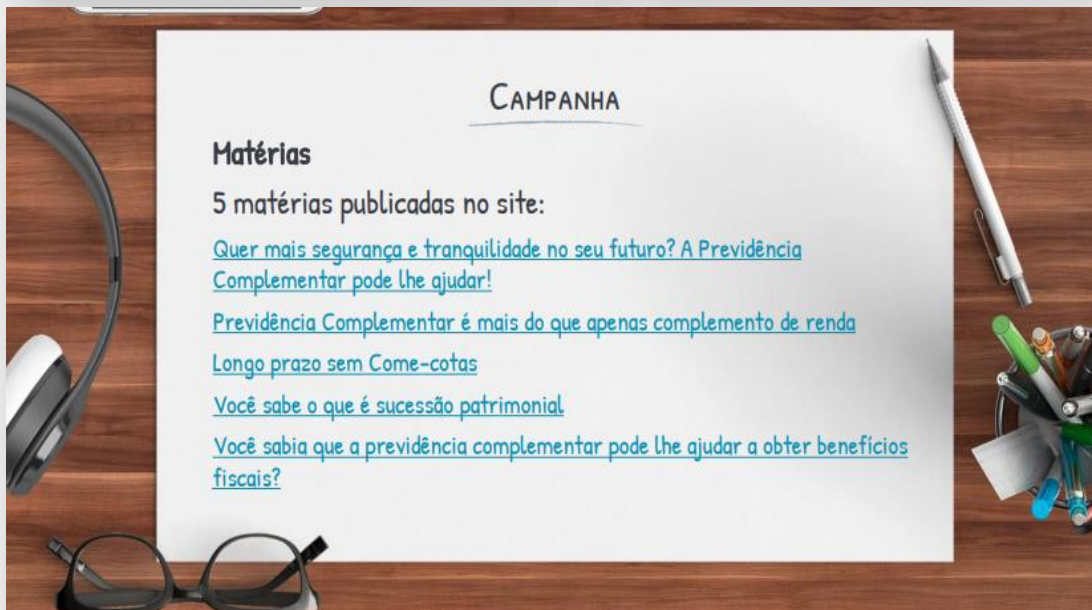 CAMPANHA
Matérias
5 matérias publicadas no site:
Quer mais segurança e tranquilidade no seu futuro? A Previdência
Complementar pode lhe ajudar!
Previdência Complementar é mais do que apenas complemento de renda
Longo prazo sem Come-cotas
Você sabe o que é sucessão patrimonial
Você sabia que a previdência complementar pode lhe ajudar a obter benefícios
fiscais?